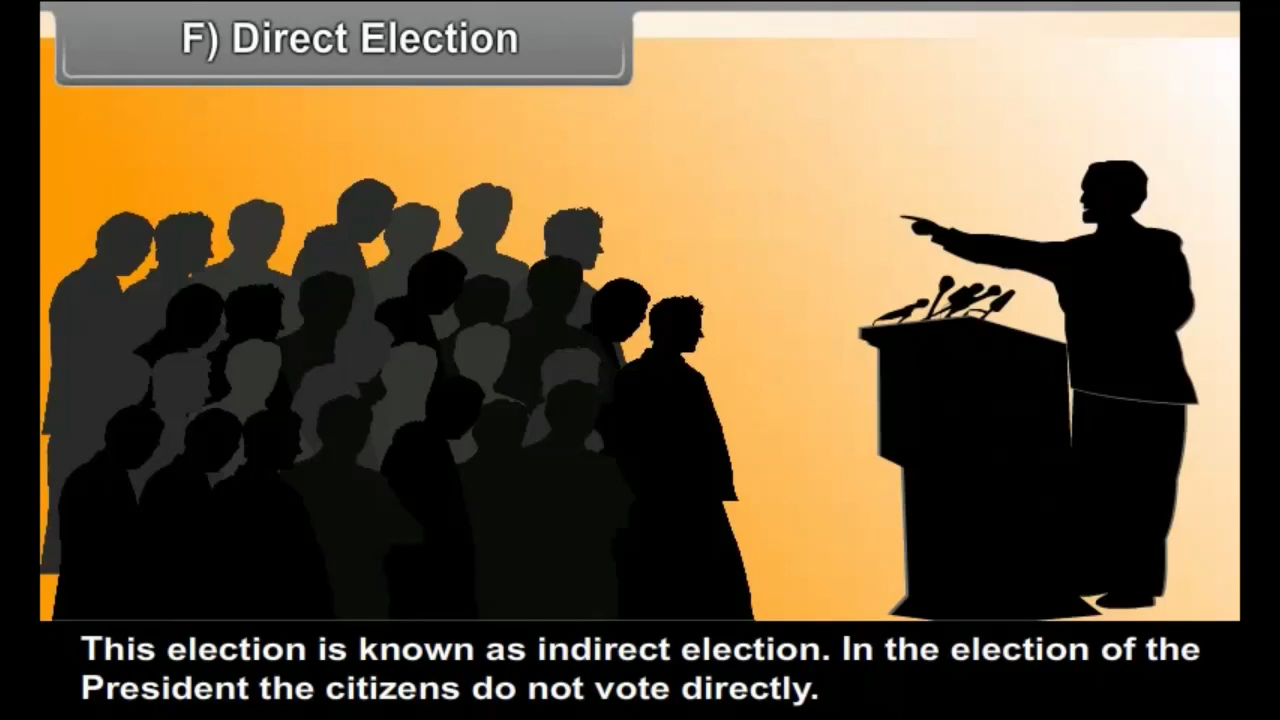 F) Direct Election
This election is known as indirect election. In the election of the
President the citizens do not vote directly.